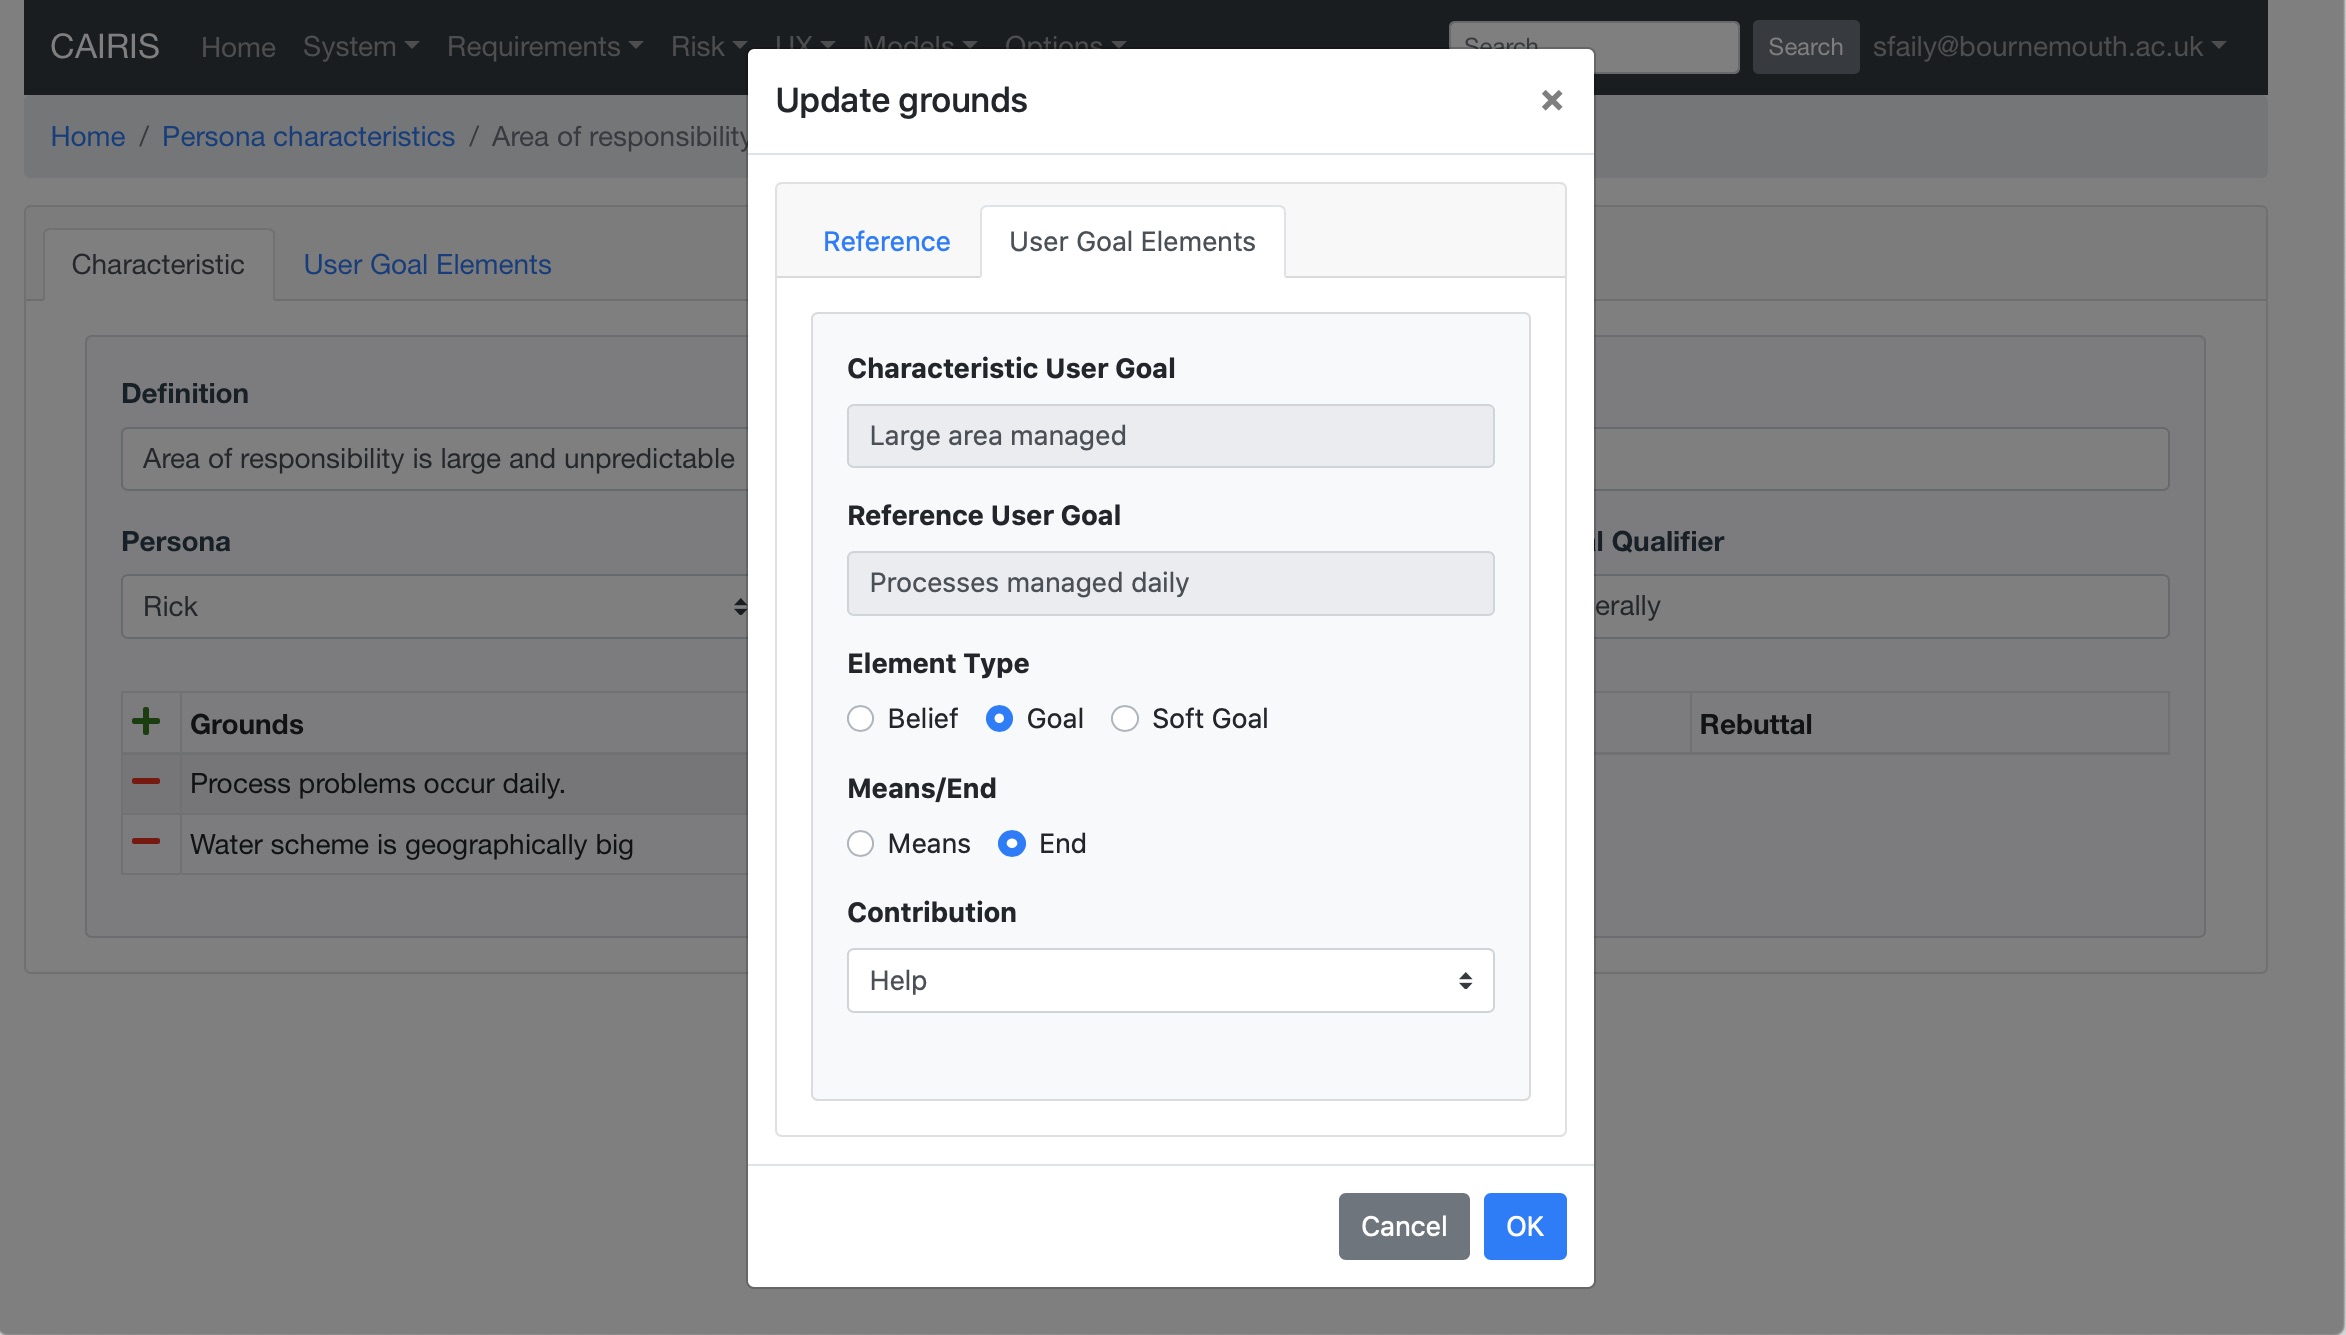 CAIRIS Home System Requirements Risk UX Models Options Search Search sfaily@bournemouth.ac.uk
Update grounds
Home / Persona characteristics / Area of responsibility
Reference User Goal Elements
Characteristic User Goal Elements
Characteristic User Goal
Definition
Large area managed
Area of responsibility is large and unpredictable
Reference User Goal
Persona
Qualifier
Processes managed daily
Rick
erally
Element Type
Belief Goal Soft Goal
Grounds
Rebuttal
Process problems occur daily.
Means/End
Means End
Water scheme is geographically big
Contribution
Help
Cancel OK